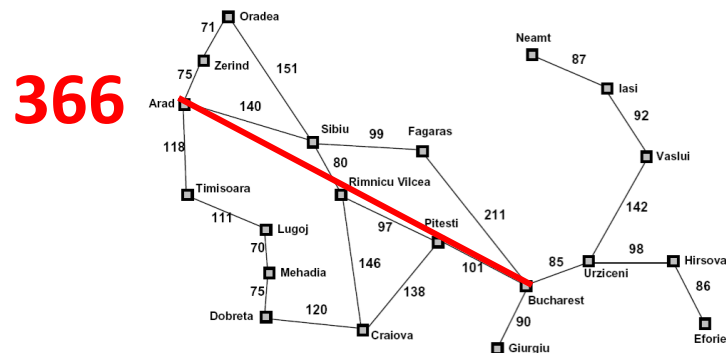 Oradea
71
Neamt
87
Zerind
151
75
Iasi
366
Arad
140
92
Sibiu
99
Fagaras
118
80
Vaslui
Timisoara
Rimnicu Vilcea
111
97
Pitesti
211
142
Lugoj
70
98
Hirsova
146
101
85
Urziceni
Mehadia
75
138
86
Bucharest
120
Dobreta
90
Craiova
Eforie
Giurgiu